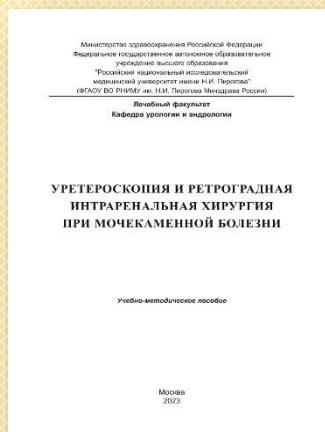 Министерство здравоохранения Российской Федерации
Федеральное государственное автономное образовательное
учреждение высшего образования
"Российский национальный исследовательский
медицинский университет имени Н.И. Пирогова"
(ФГАОУ ВО РНИМУ им. Н.И. Пирогова Минздрава России)
Лечебный факультет
Кафедра урологии и андрологии
УРЕТЕРОСКОПИЯ И РЕТРОГРАДНАЯ
ИНТРАРЕНАЛЬНАЯ ХИРУРГИЯ
ПРИ МОЧЕКАМЕННОЙ БОЛЕЗНИ
Учебно-методическое пособие
Москва
2023